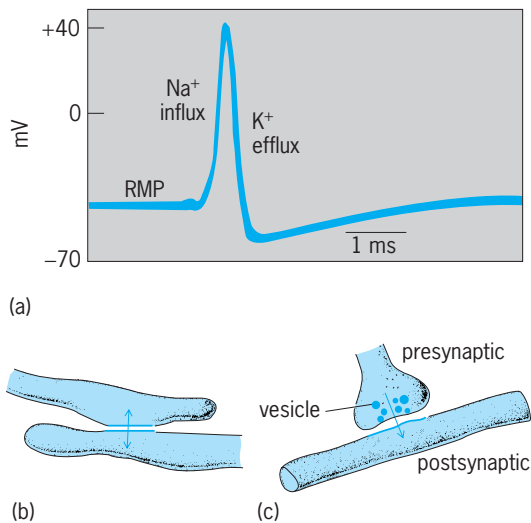 +40
0
mV
−70
Na⁺
influx
K⁺
efflux
RMP
1 ms
(a)
presynaptic
vesicle
postsynaptic
(b)
(c)